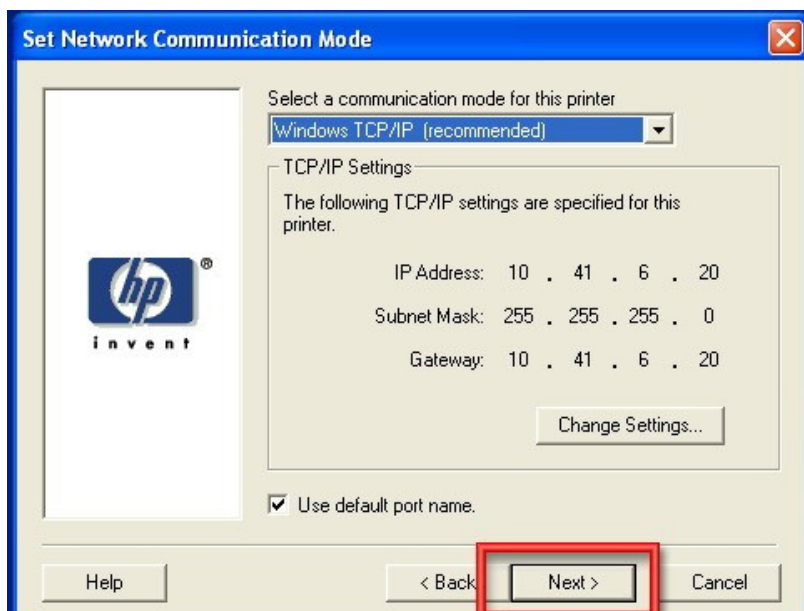 Set Network Communication Mode
Select a communication mode for this printer
Windows TCP/IP (recommended)
TCP/IP Settings
The following TCP/IP settings are specified for this
printer.
IP Address: 10 . 41 . 6 . 20
Subnet Mask: 255 . 255 . 255 . 0
Gateway: 10 . 41 . 6 . 20
Change Settings...
hp ®
invent
Use default port name.
Help
< Back
Next >
Cancel